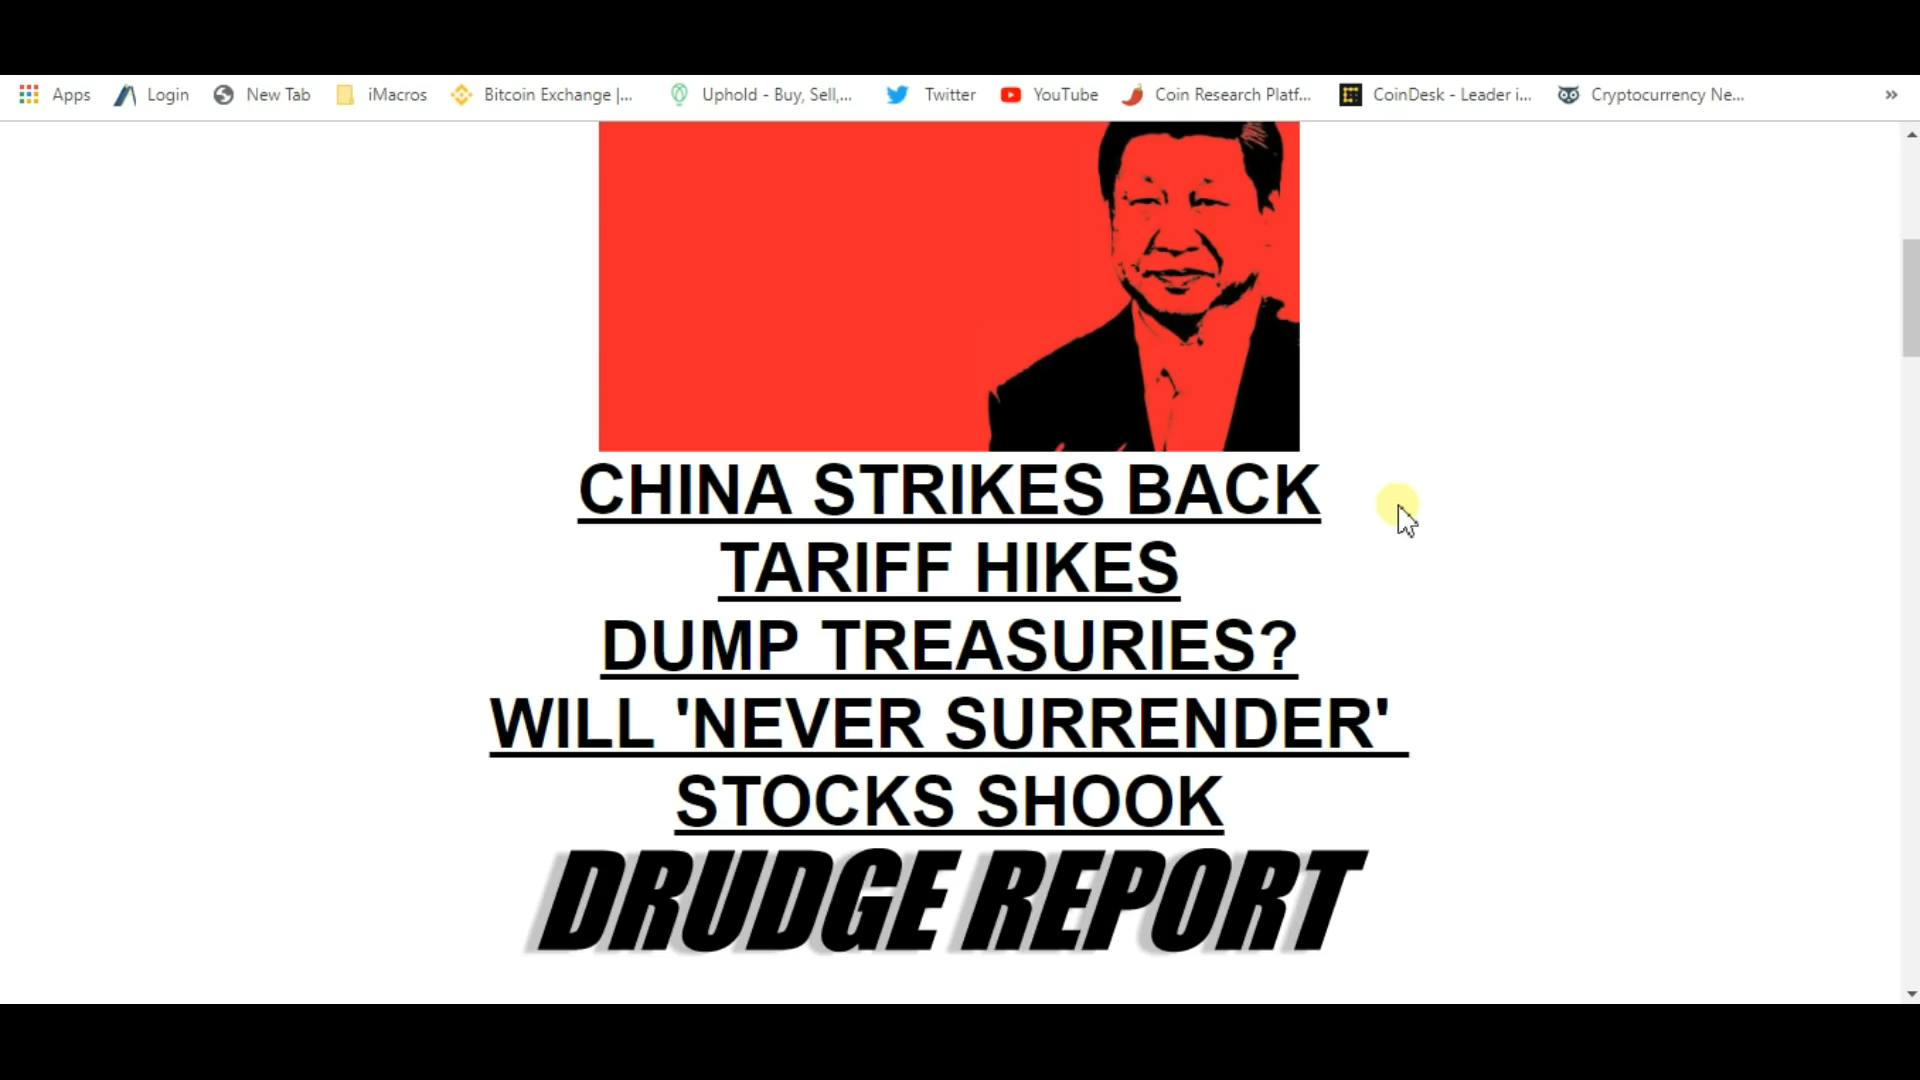 Apps Login New Tab iMacros Bitcoin Exchange |... Uphold - Buy, Sell,... Twitter YouTube Coin Research Platf... CoinDesk - Leader i... Cryptocurrency Ne... »
CHINA STRIKES BACK
TARIFF HIKES
DUMP TREASURIES?
WILL 'NEVER SURRENDER'
STOCKS SHOOK
DRUDGE REPORT